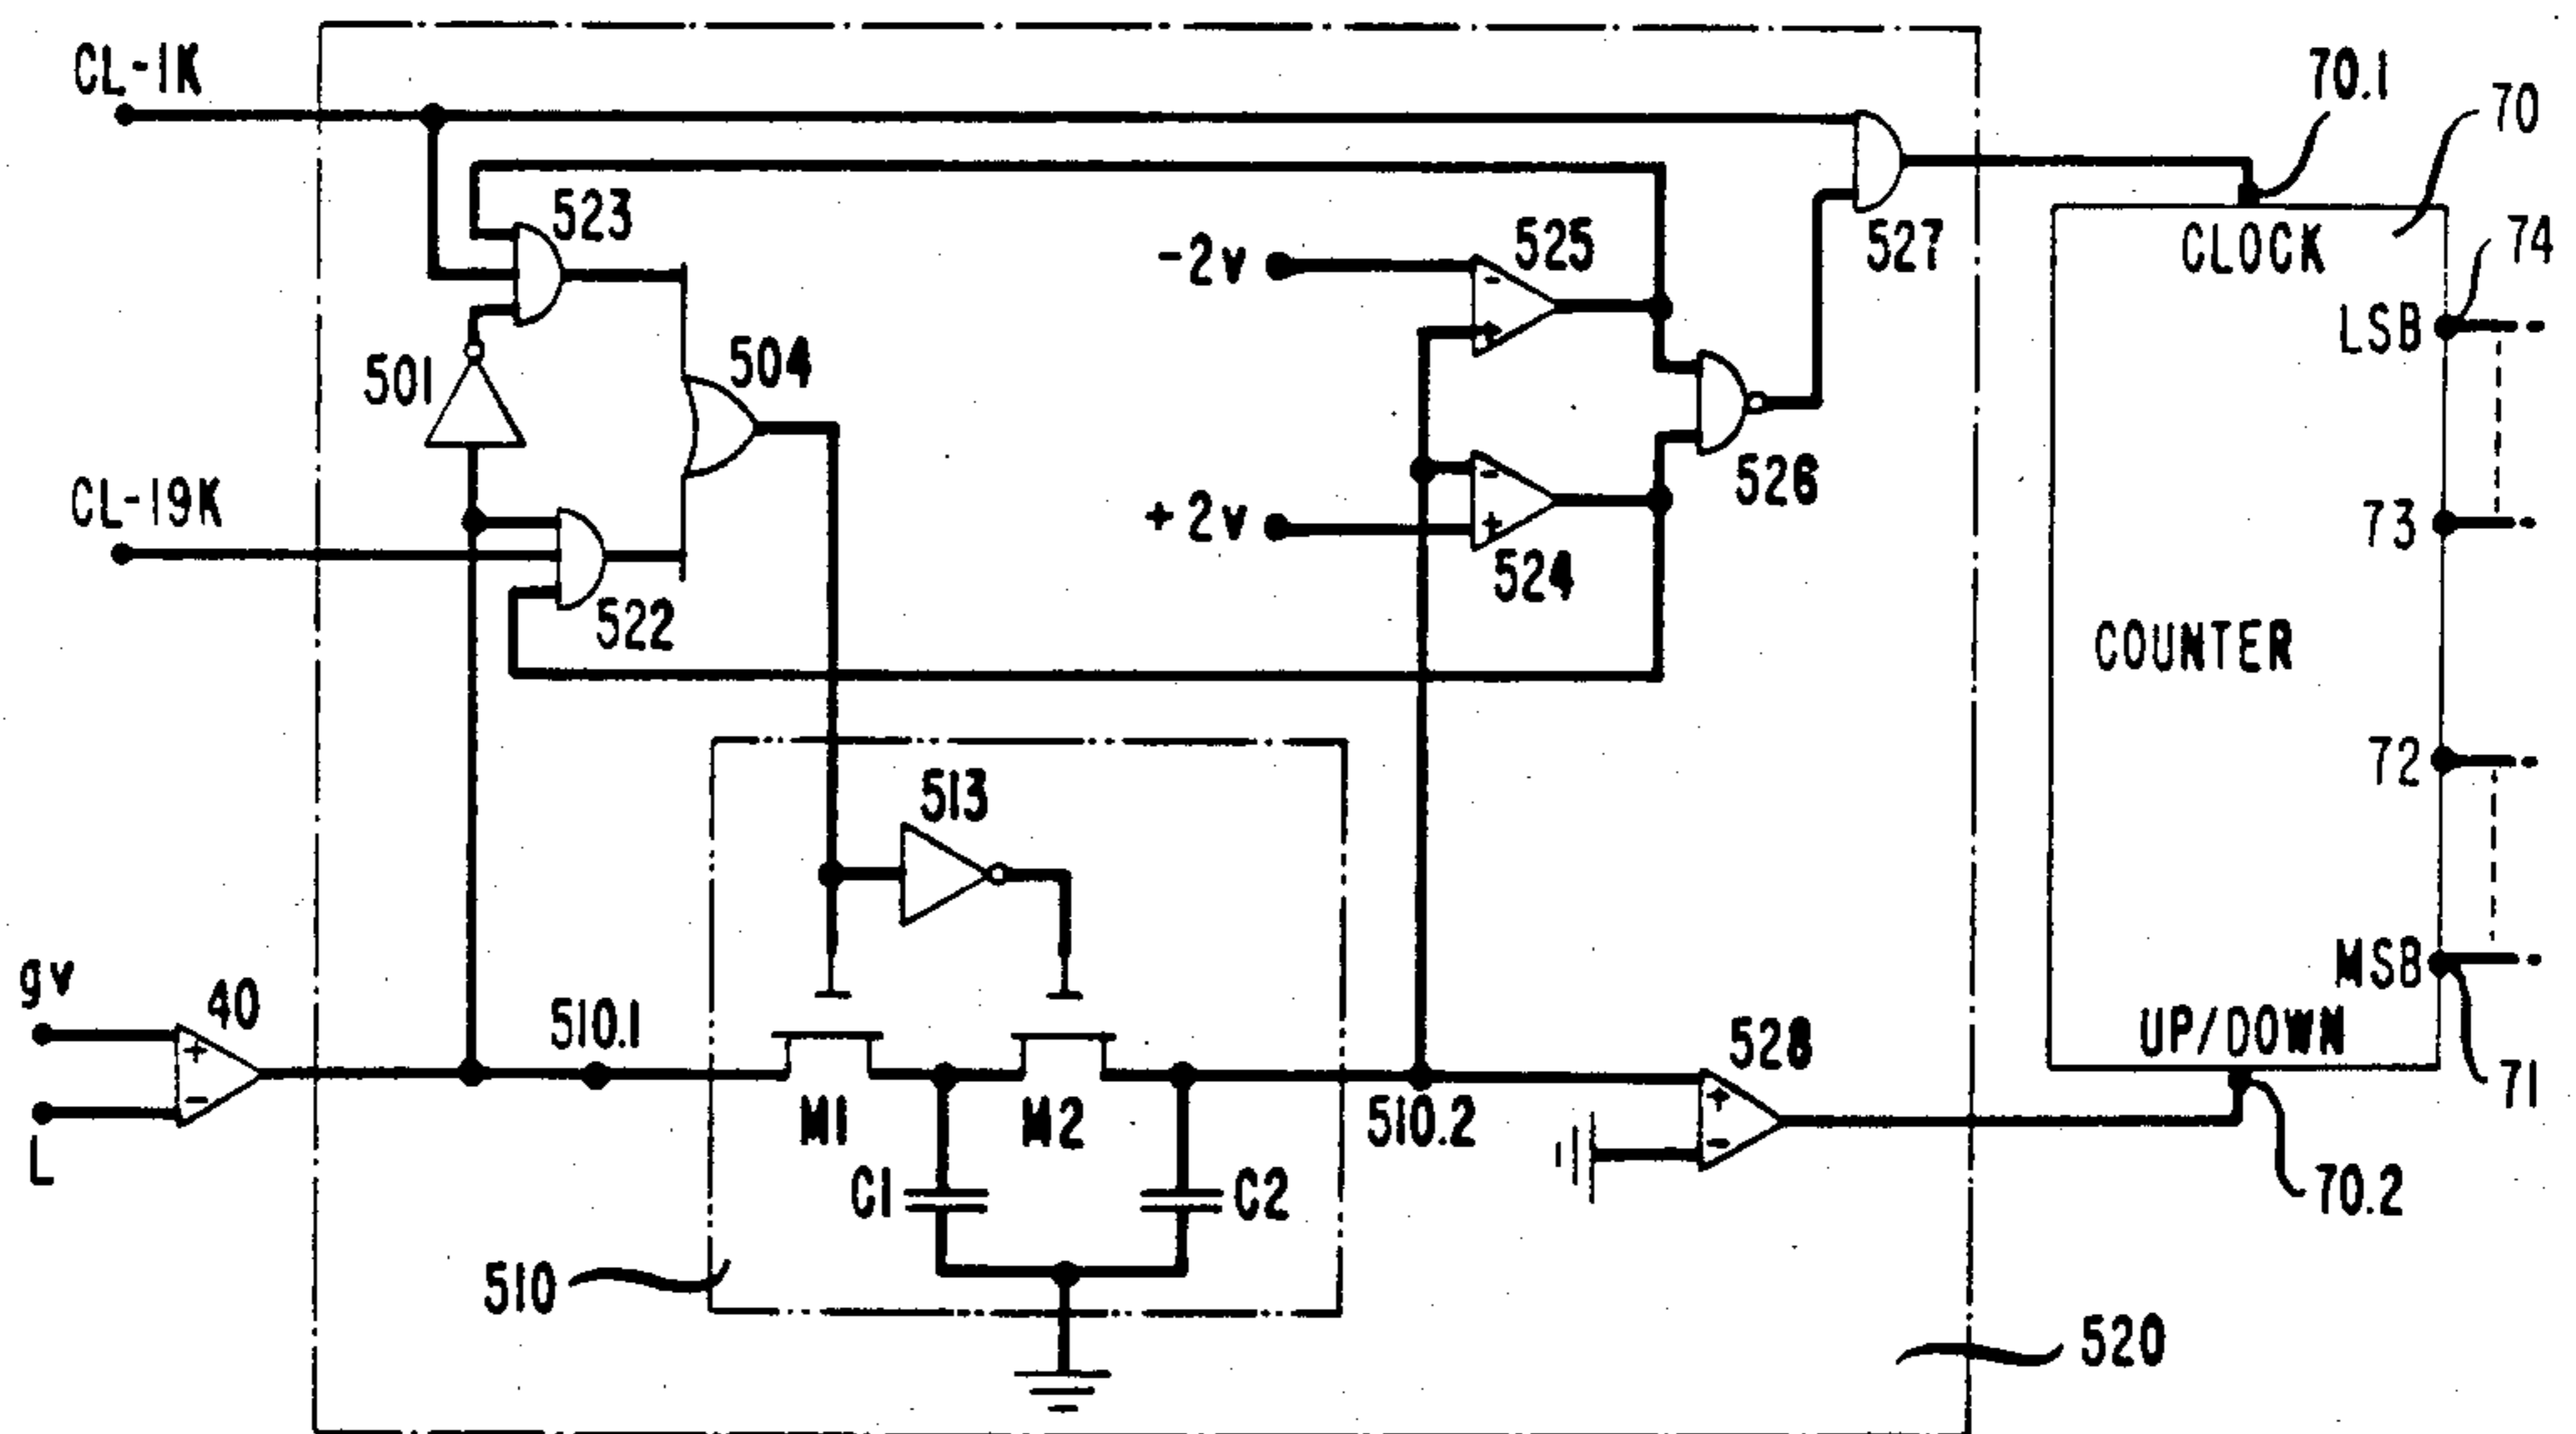 CL-1K
70.1
70
523
525
-2v
527
CLOCK
74
LSB
501
504
CL-19K
526
+2v
524
73
522
COUNTER
72
513
MSB
gv
40
510.1
528
UP/DOWN
71
M1
M2
510.2
L
C1
C2
70.2
510
520
-
+
-
+
+
-
+
-